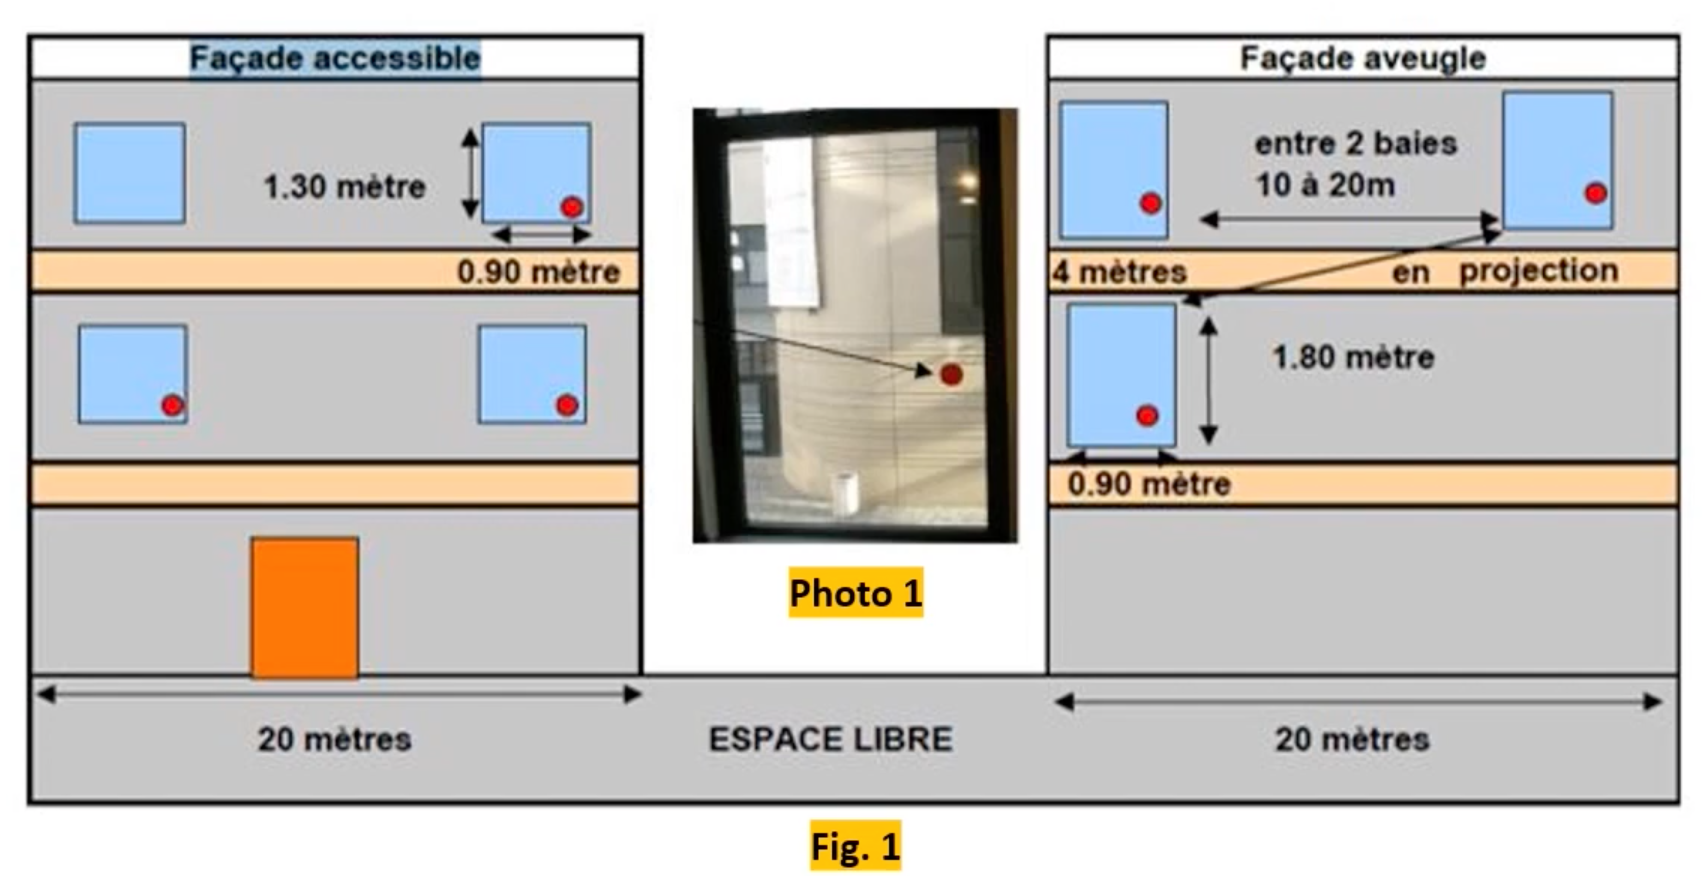 Façade accessible
1.30 mètre
0.90 mètre
20 mètres
Photo 1
ESPACE LIBRE
Façade aveugle
entre 2 baies
10 à 20m
4 mètres en projection
1.80 mètre
0.90 mètre
20 mètres
Fig. 1